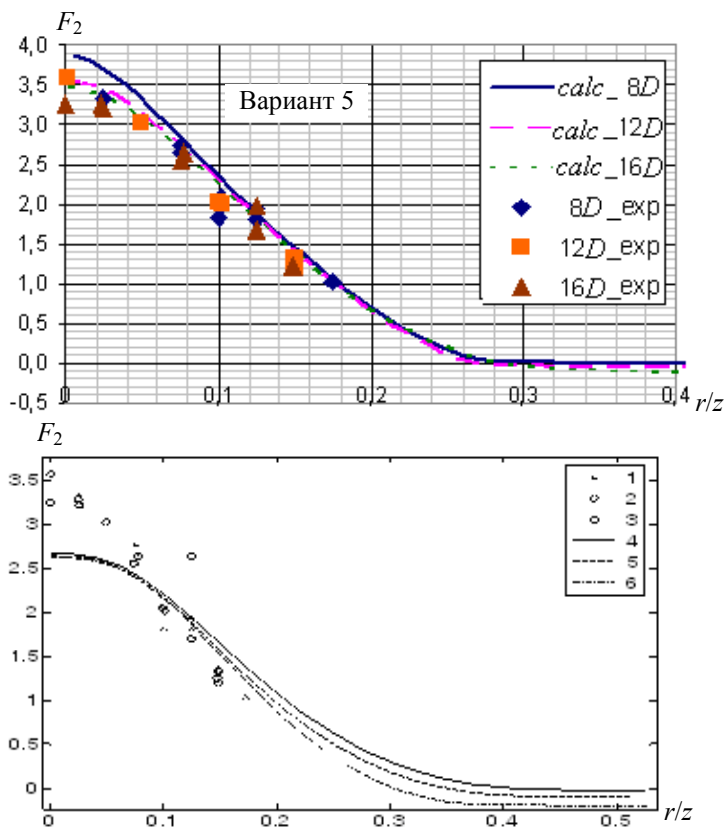 F2
4,0
3,5
3,0
2,5
2,0
1,5
1,0
0,5
0,0
-0,5
Вариант 5
calc_ 8D
calc_12D
calc_16D
8D_exp
12D_exp
16D_exp
0 0,1 0,2 0,3 0,4 r/z
F2
3.5
3
2.5
2
1.5
1
0.5
0
1
2
3
4
5
6
0 0.1 0.2 0.3 0.4 0.5 r/z